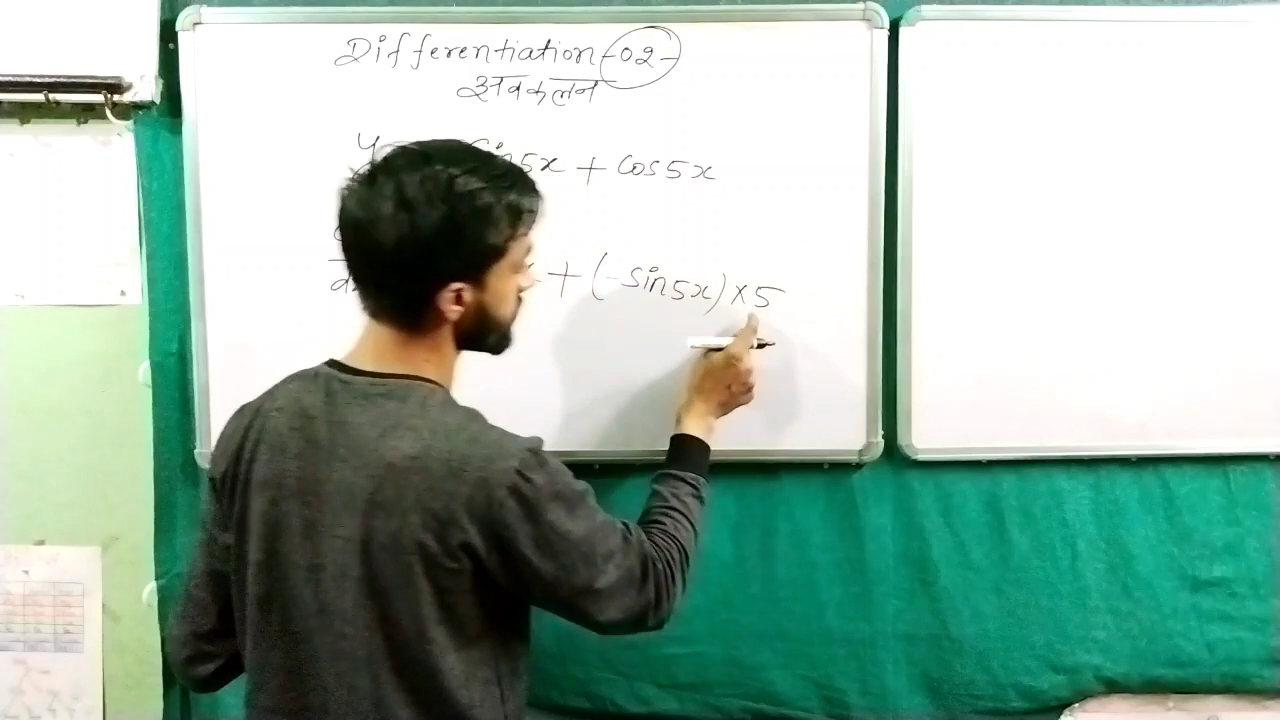 Differentiation-02-
अवकलन
y sin5x + cos5x
+ (-sin5x) × 5